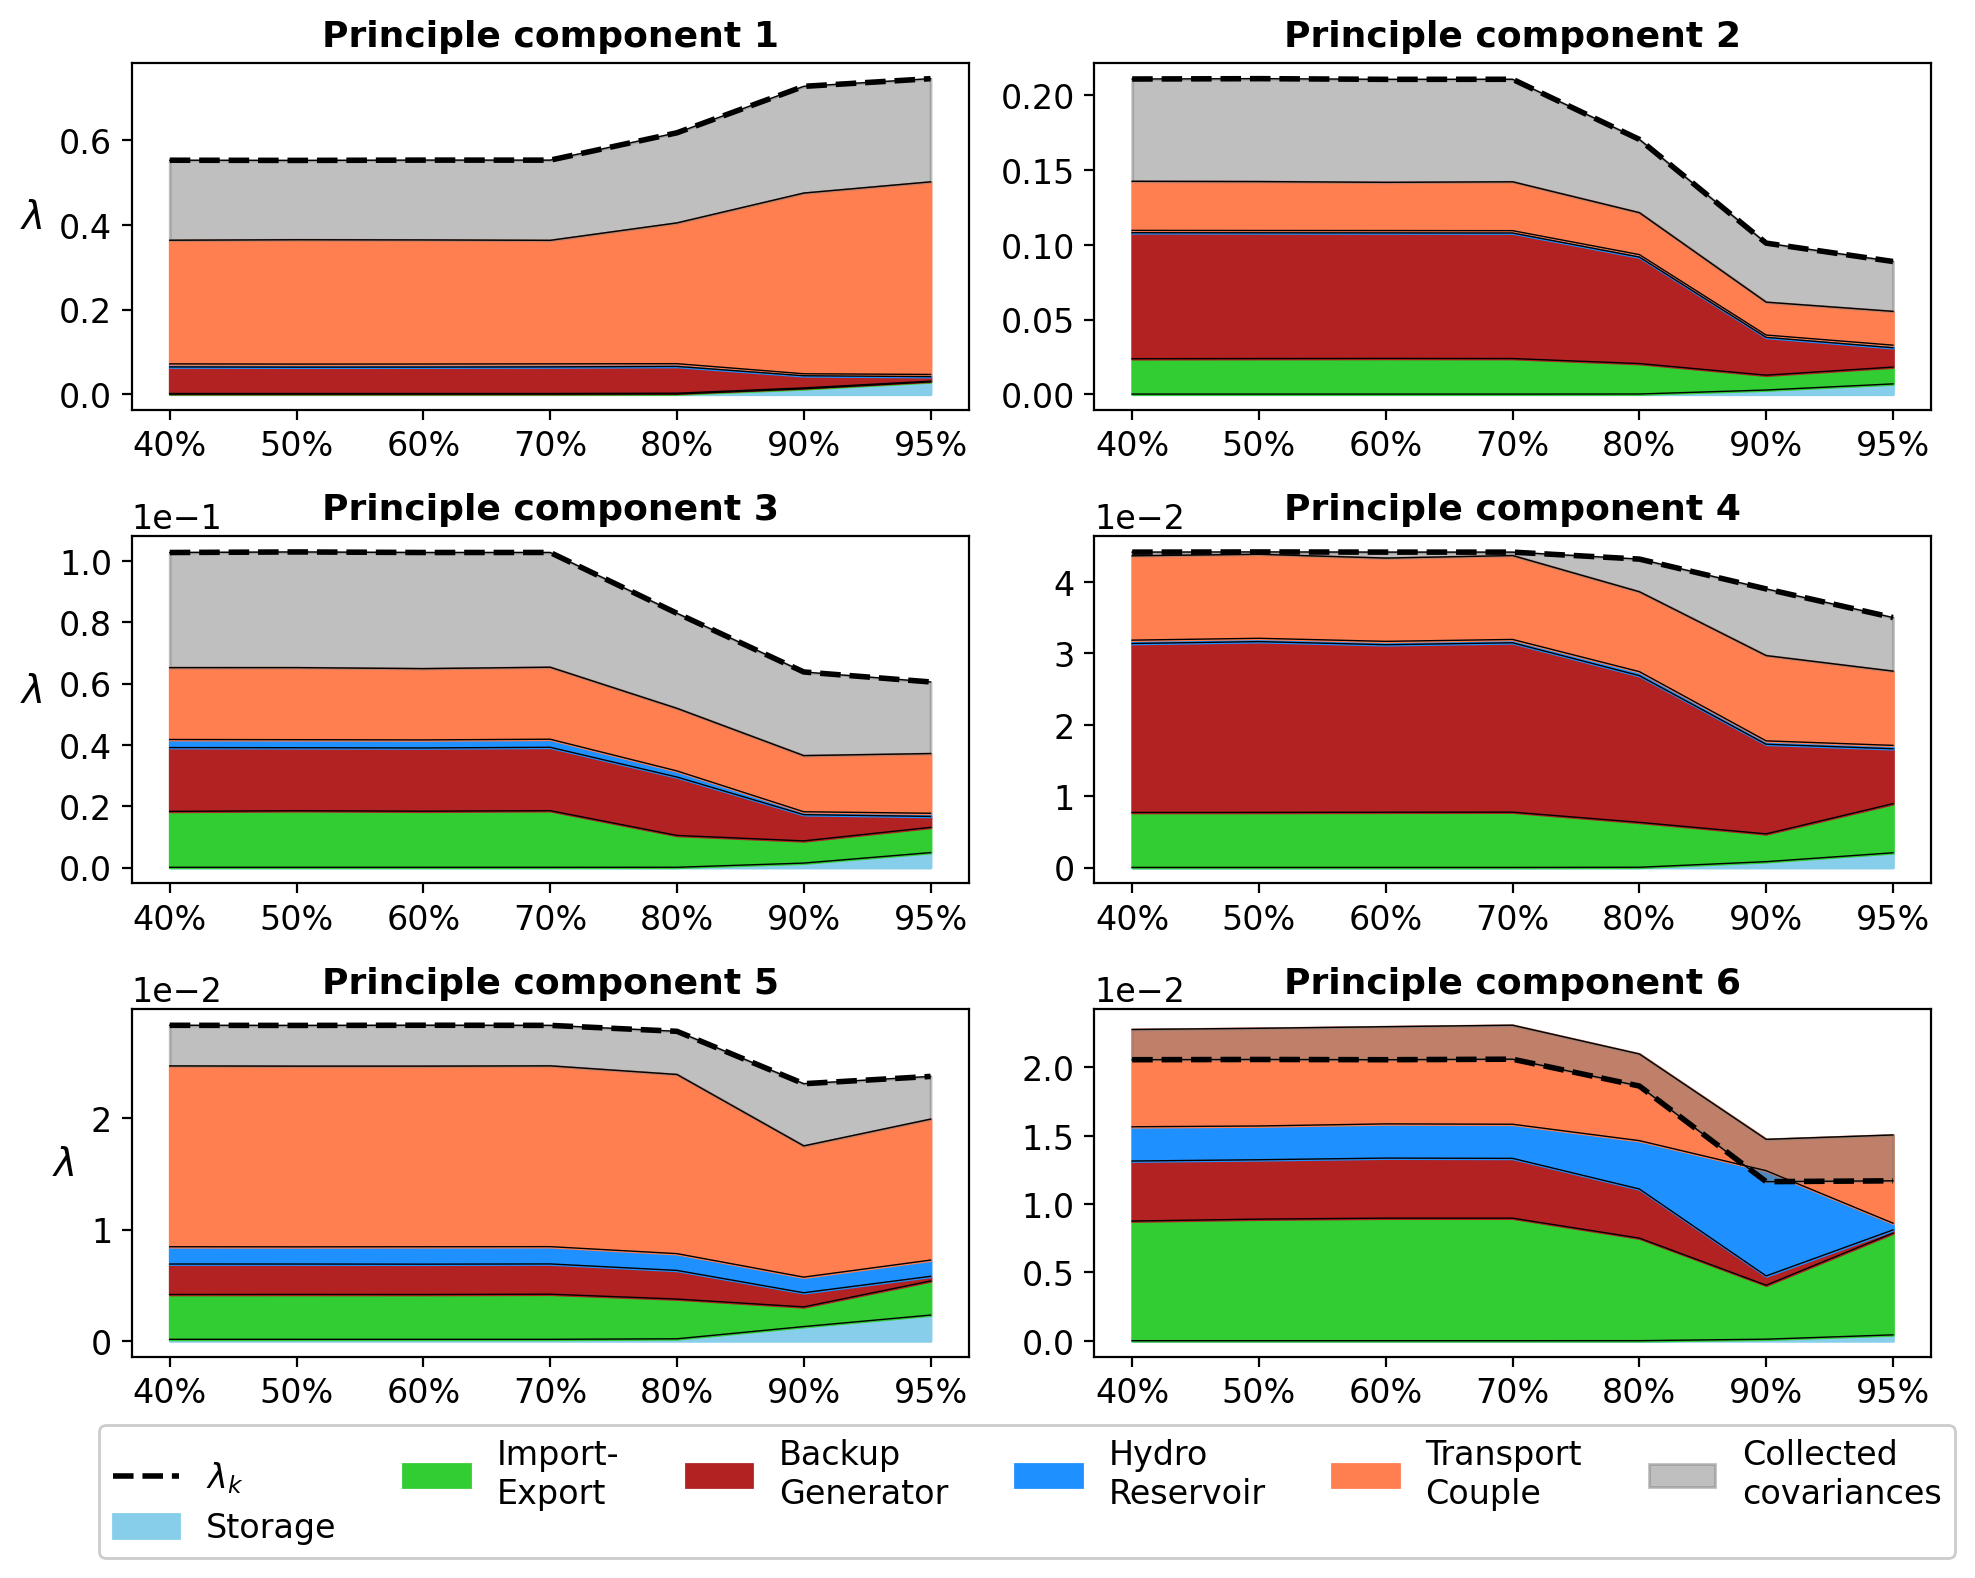 Principle component 1
Principle component 2
λ
0.6
0.4
0.2
0.0
40% 50% 60% 70% 80% 90% 95%
0.20
0.15
0.10
0.05
0.00
40% 50% 60% 70% 80% 90% 95%
Principle component 3
Principle component 4
1e−1
λ
1.0
0.8
0.6
0.4
0.2
0.0
40% 50% 60% 70% 80% 90% 95%
1e−2
4
3
2
1
0
40% 50% 60% 70% 80% 90% 95%
Principle component 5
Principle component 6
1e−2
λ
2
1
0
40% 50% 60% 70% 80% 90% 95%
1e−2
2.0
1.5
1.0
0.5
0.0
40% 50% 60% 70% 80% 90% 95%
λk
Storage
Import-
Export
Backup
Generator
Hydro
Reservoir
Transport
Couple
Collected
covariances